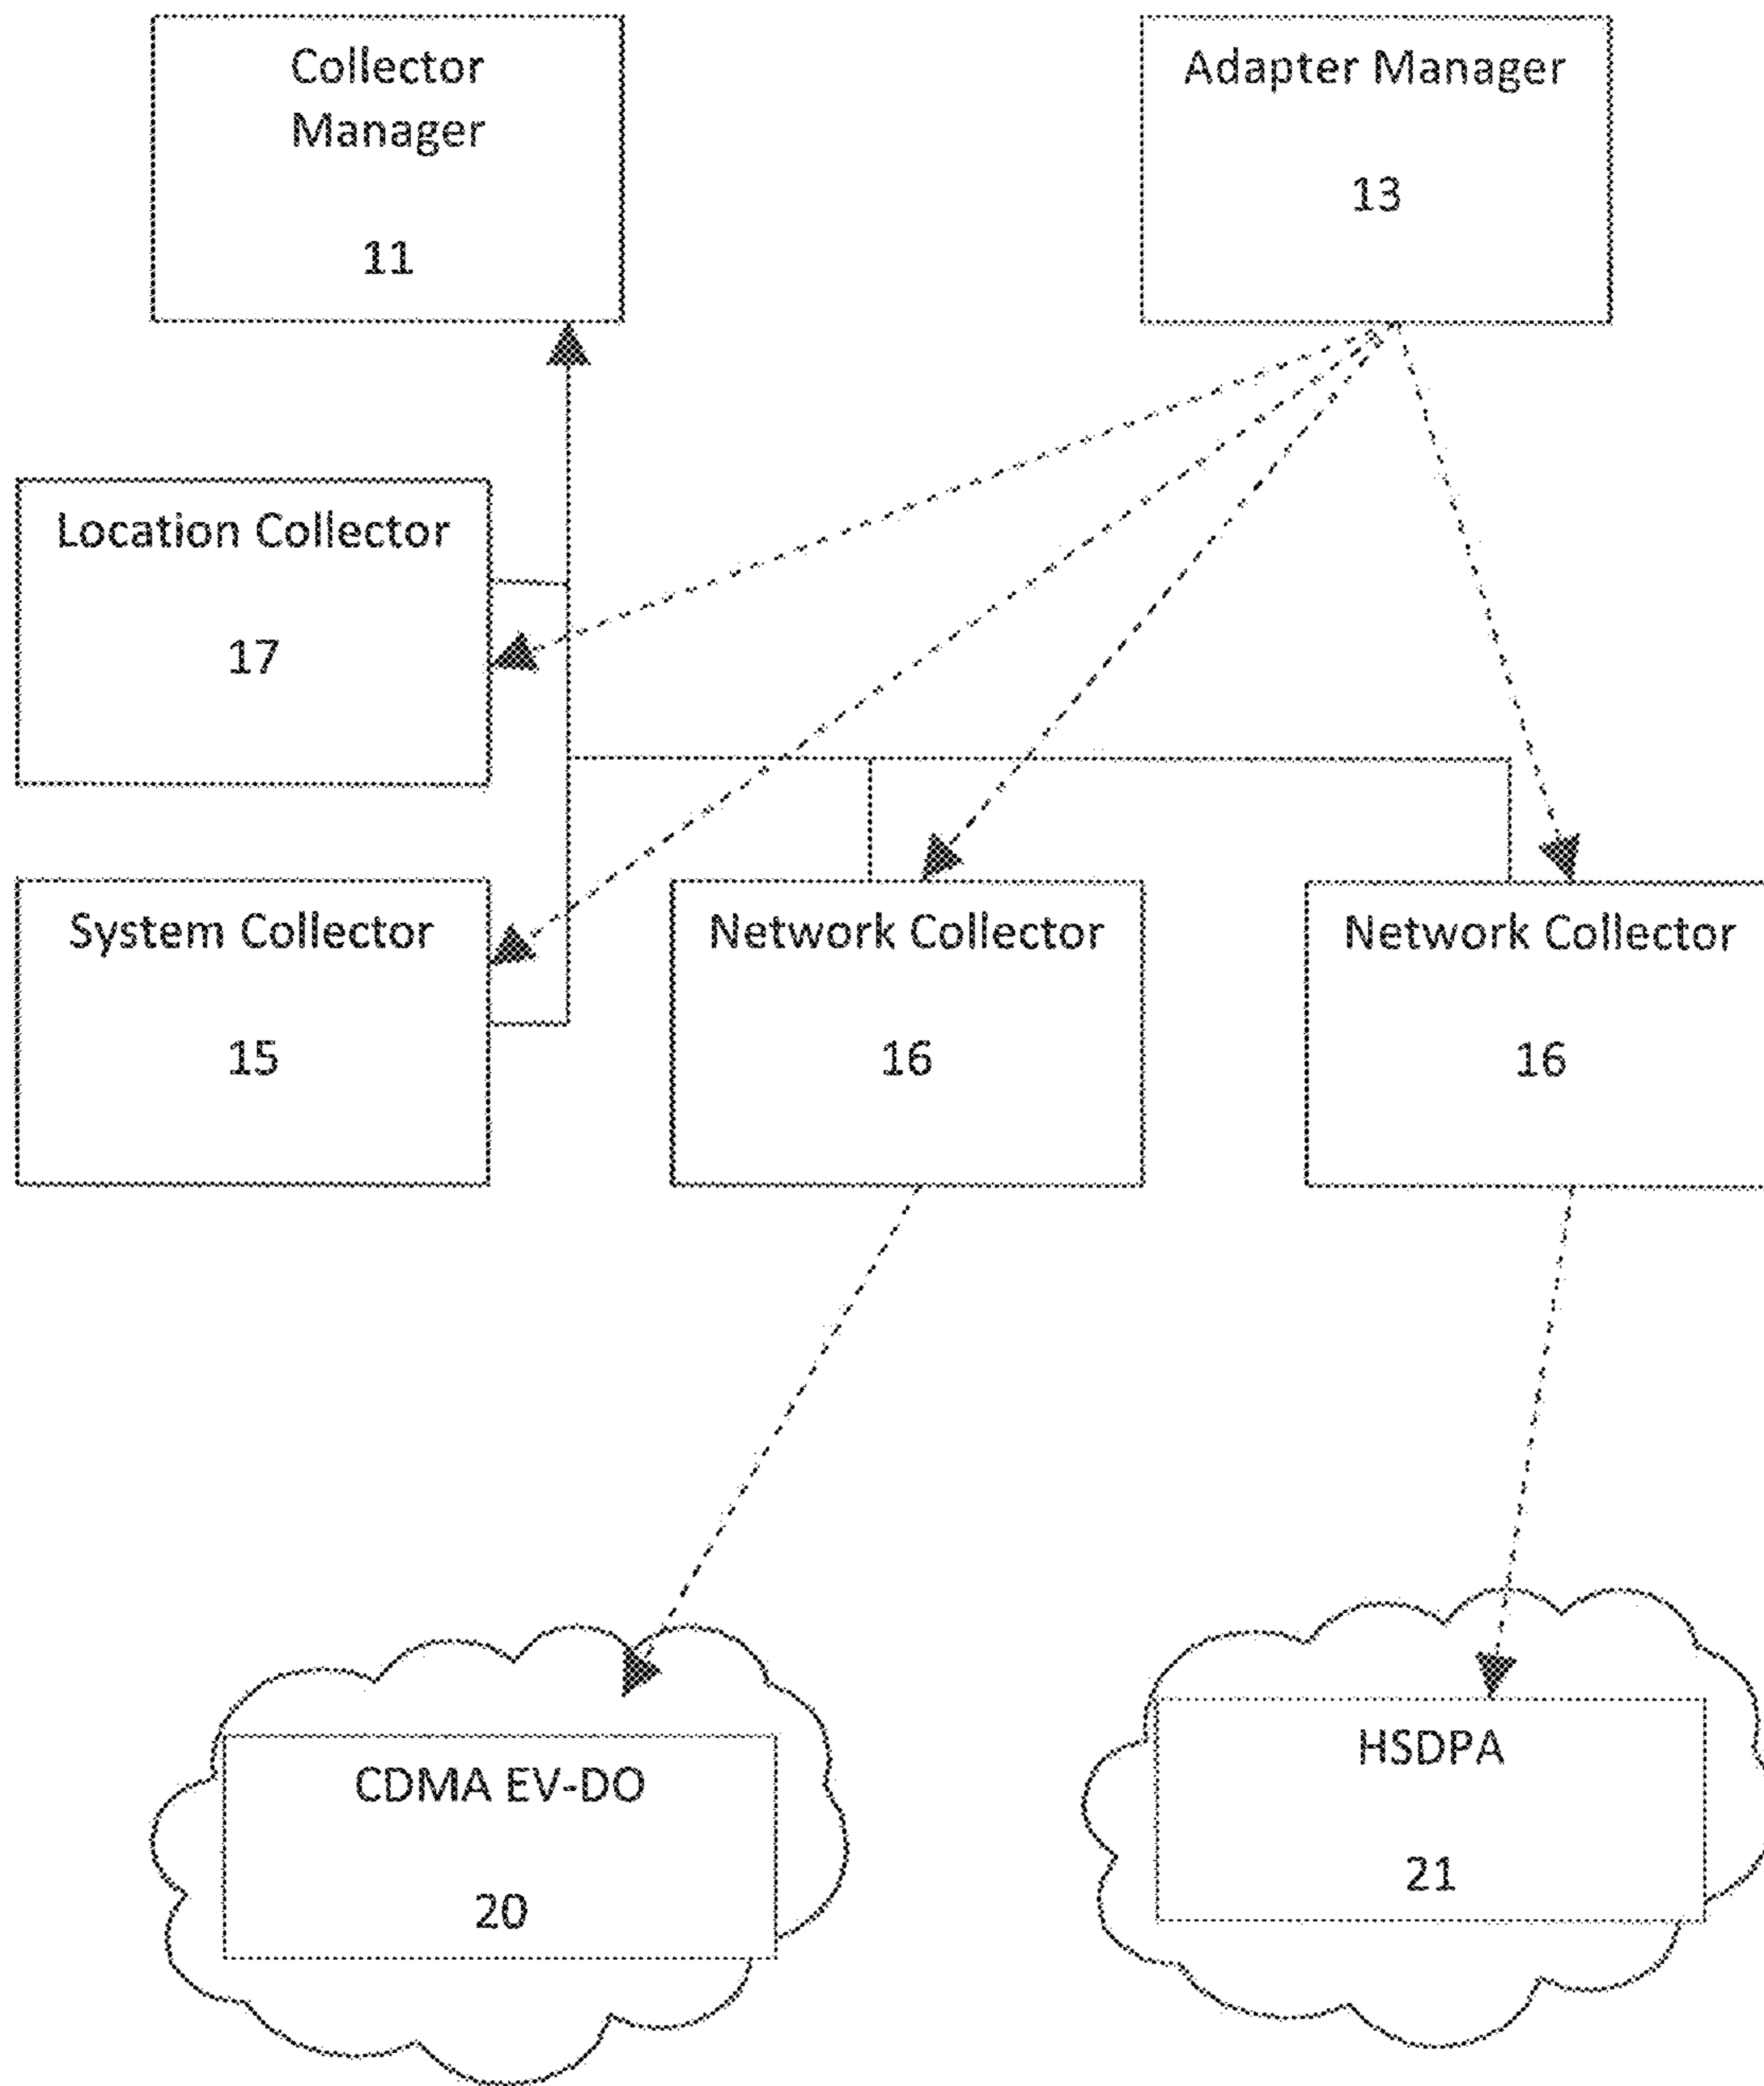 Collector
Manager
11
Adapter Manager
13
Location Collector
17
System Collector
15
Network Collector
16
Network Collector
16
CDMA EV-DO
20
HSDPA
21